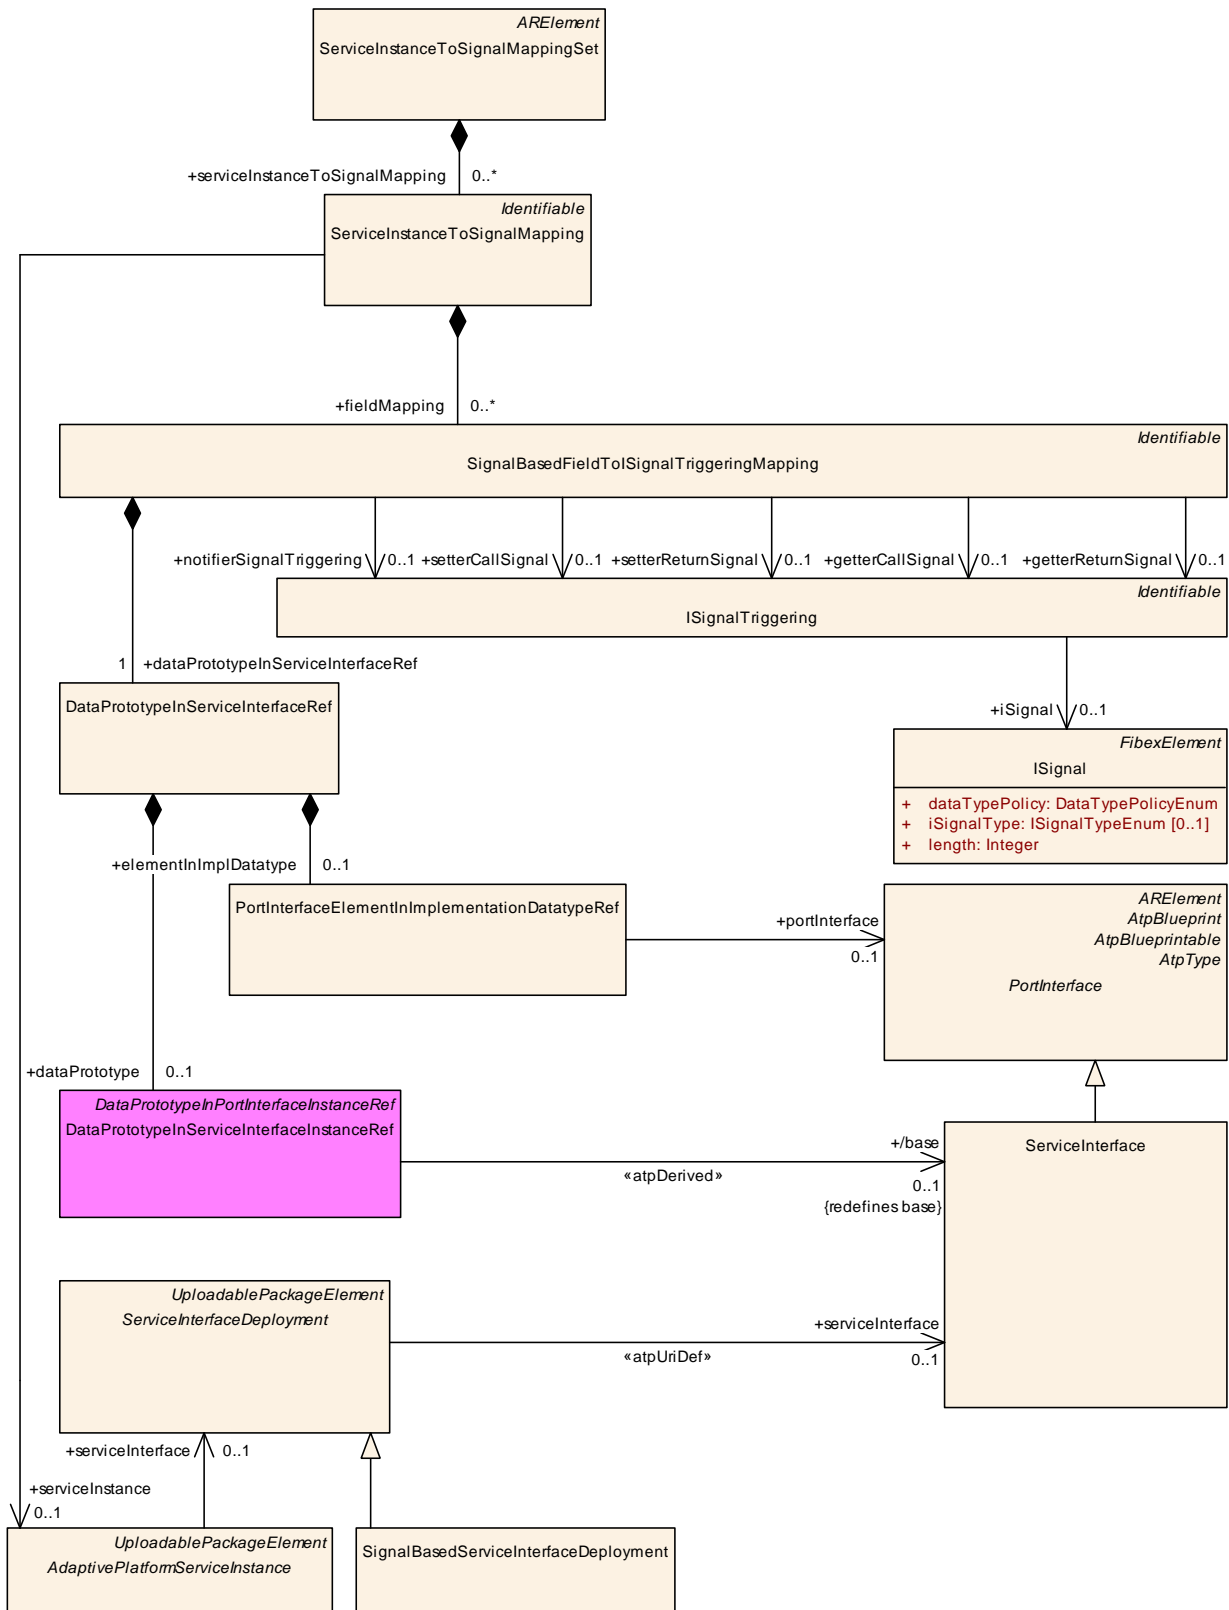 ARElement
ServiceInstanceToSignalMappingSet
+serviceInstanceToSignalMapping 0..*
Identifiable
ServiceInstanceToSignalMapping
+fieldMapping 0..*
Identifiable
SignalBasedFieldToISignalTriggeringMapping
+notifierSignalTriggering 0..1 +setterCallSignal 0..1 +setterReturnSignal 0..1 +getterCallSignal 0..1 +getterReturnSignal 0..1
Identifiable
ISignalTriggering
1 +dataPrototypeInServiceInterfaceRef
DataPrototypeInServiceInterfaceRef
+iSignal 0..1
FibexElement
ISignal
+ dataTypePolicy: DataTypePolicyEnum
+ iSignalType: ISignalTypeEnum [0..1]
+ length: Integer
+elementInImplDatatype 0..1
PortInterfaceElementInImplementationDatatypeRef
+portInterface
0..1
ARElement
AtpBlueprint
AtpBlueprintable
AtpType
PortInterface
+dataPrototype 0..1
DataPrototypeInPortInterfaceInstanceRef
DataPrototypeInServiceInterfaceInstanceRef
+/base
«atpDerived»
0..1
{redefines base}
ServiceInterface
UploadablePackageElement
ServiceInterfaceDeployment
+serviceInterface
«atpUriDef»
0..1
+serviceInterface 0..1
+serviceInstance
0..1
UploadablePackageElement
AdaptivePlatformServiceInstance
SignalBasedServiceInterfaceDeployment